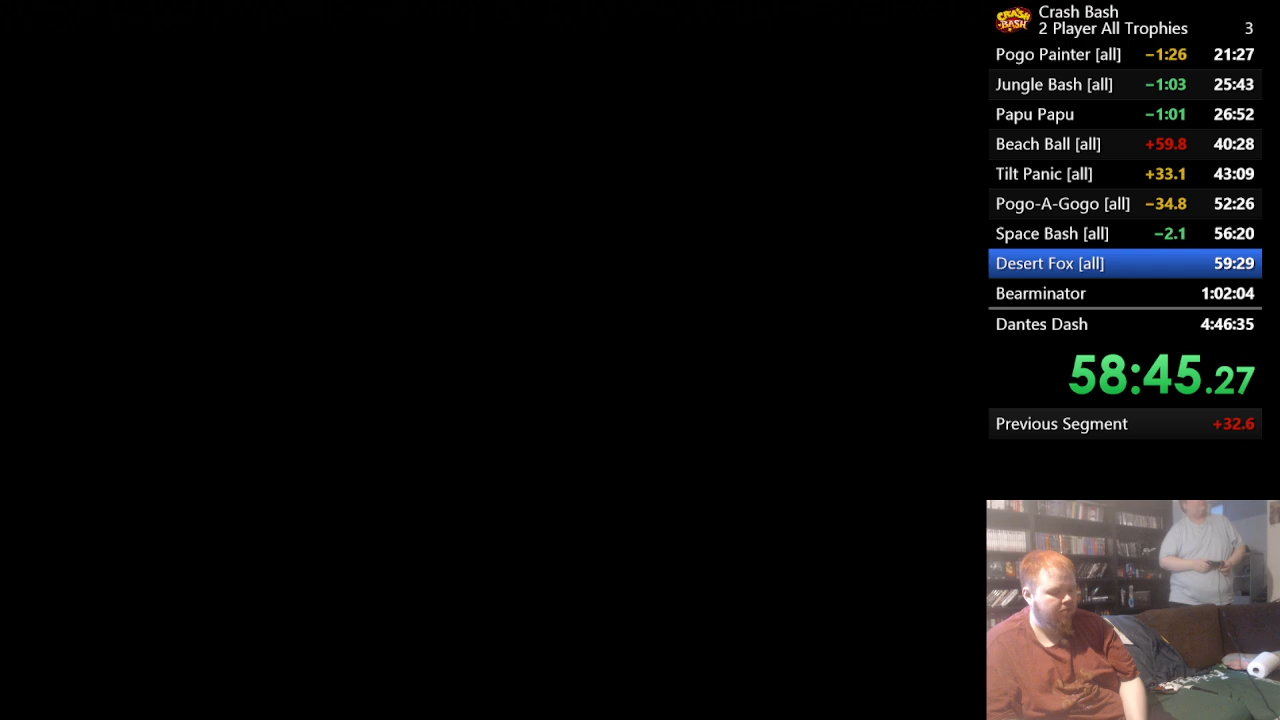 CRASH BASH
Crash Bash
2 Player All Trophies 3
Pogo Painter [all] −1:26 21:27
Jungle Bash [all] −1:03 25:43
Papu Papu −1:01 26:52
Beach Ball [all] +59.8 40:28
Tilt Panic [all] +33.1 43:09
Pogo-A-Gogo [all] −34.8 52:26
Space Bash [all] −2.1 56:20
Desert Fox [all] 59:29
Bearminator 1:02:04
Dantes Dash 4:46:35
58:45.27
Previous Segment +32.6